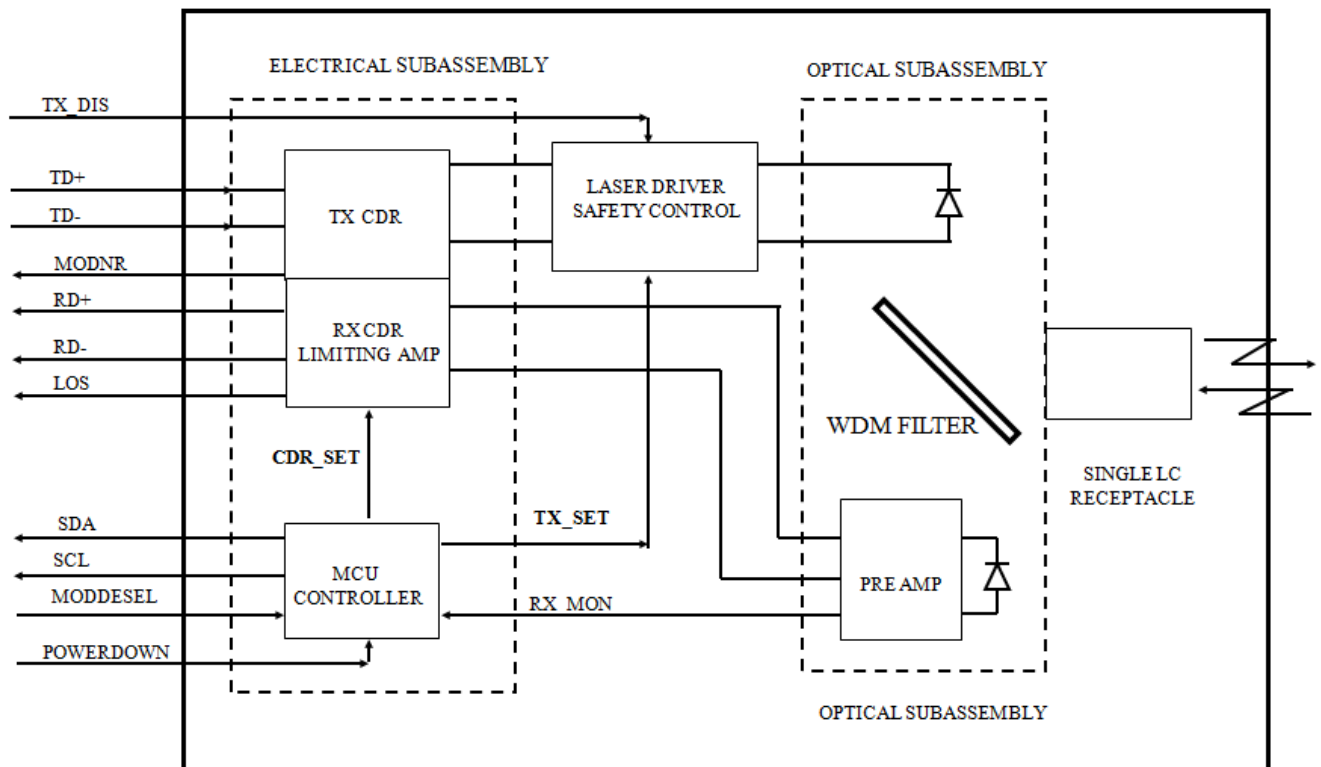 ELECTRICAL SUBASSEMBLY
OPTICAL SUBASSEMBLY
TX_DIS
TD+
TD-
MODNR
RD+
RD-
LOS
TX CDR
RX CDR
LIMITING AMP
LASER DRIVER
SAFETY CONTROL
WDM FILTER
SINGLE LC
RECEPTACLE
CDR_SET
TX_SET
SDA
SCL
MODDESEL
POWERDOWN
MCU
CONTROLLER
RX_MON
PRE AMP
OPTICAL SUBASSEMBLY